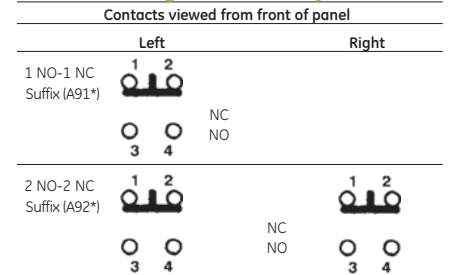 Contacts viewed from front of panel
Left Right
1 NO-1 NC
Suffix (A91*)
1 2
NC
NO
3 4
2 NO-2 NC
Suffix (A92*)
1 2 1 2
NC
NO
3 4 3 4